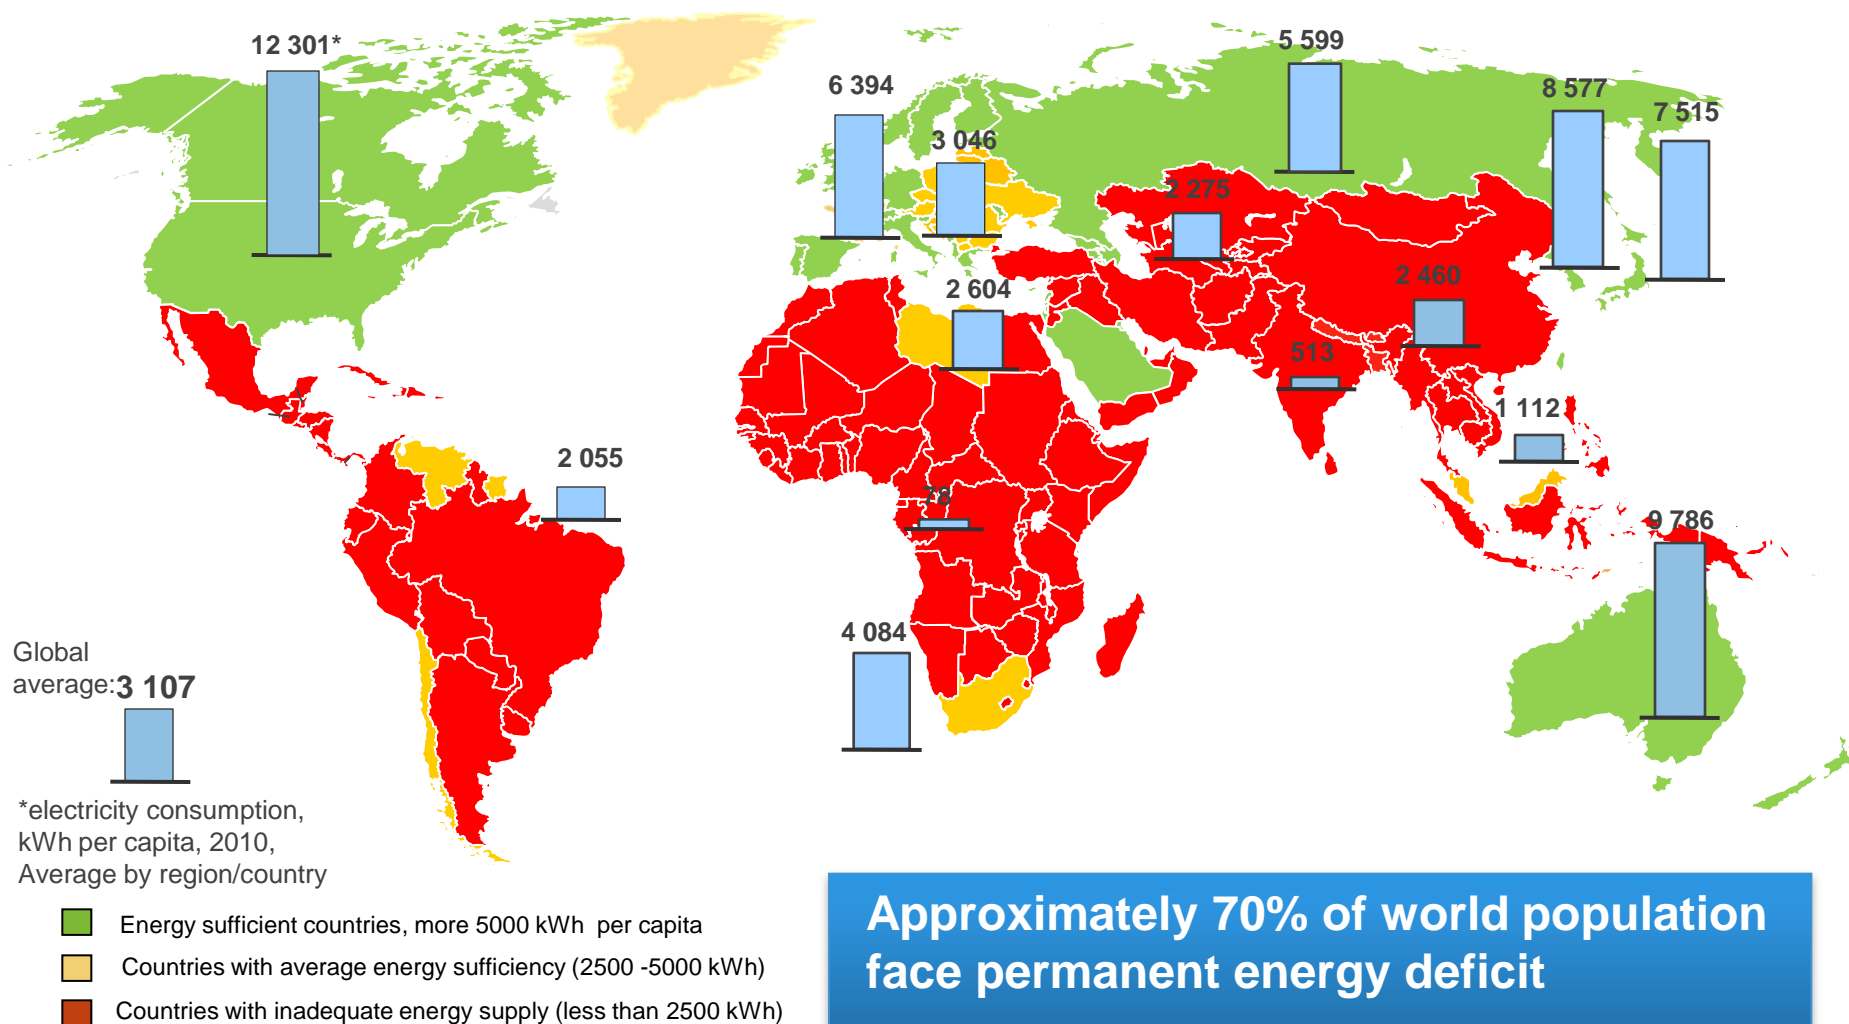 12 301*
5 599
6 394
8 577
7 515
3 046
2 275
2 460
2 604
513
1 112
2 055
78
9 786
4 084
Global
average:3 107
*electricity consumption,
kWh per capita, 2010,
Average by region/country
Energy sufficient countries, more 5000 kWh per capita
Countries with average energy sufficiency (2500 -5000 kWh)
Countries with inadequate energy supply (less than 2500 kWh)
Approximately 70% of world population
face permanent energy deficit